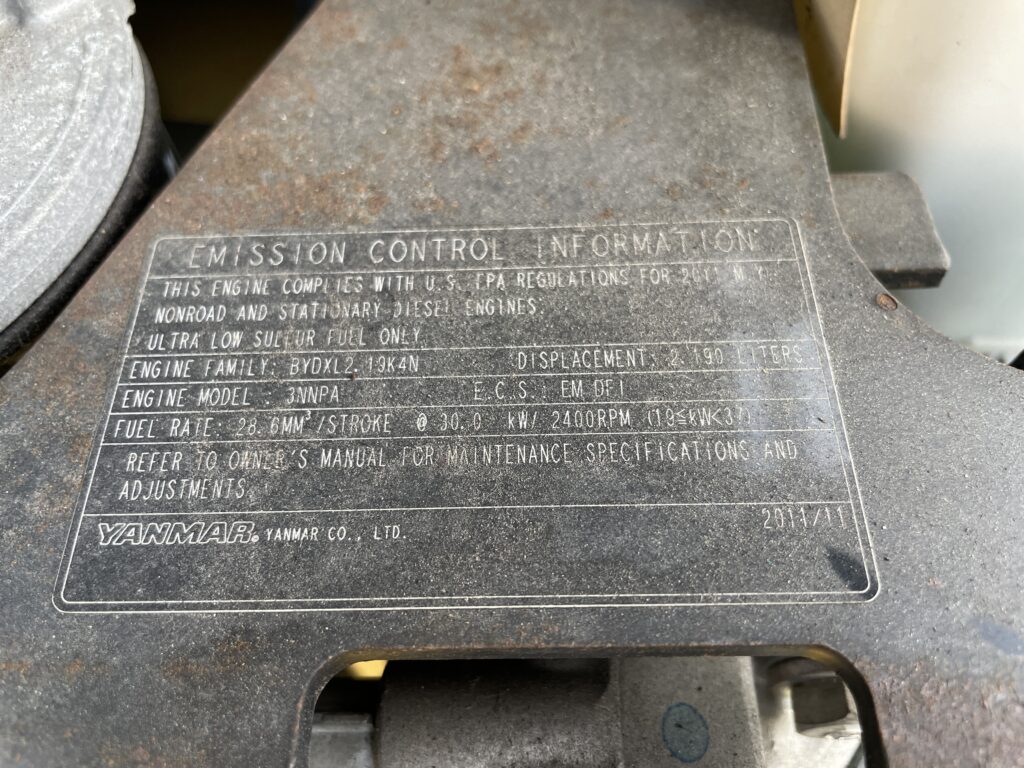 EMISSION CONTROL INFORMATION
THIS ENGINE COMPLIES WITH U.S. EPA REGULATIONS FOR 2011 M.Y.
NONROAD AND STATIONARY DIESEL ENGINES.
ULTRA LOW SULFUR FUEL ONLY.
ENGINE FAMILY: BYDXL2.19K4N DISPLACEMENT: 2.190 LITERS
ENGINE MODEL : 3NNPA E.C.S.: EM DFI
FUEL RATE: 28.6MM³/STROKE @ 30.0 kW/ 2400RPM (19≦kW<37)
REFER TO OWNER'S MANUAL FOR MAINTENANCE SPECIFICATIONS AND
ADJUSTMENTS.
YANMAR. YANMAR CO., LTD. 2011/11